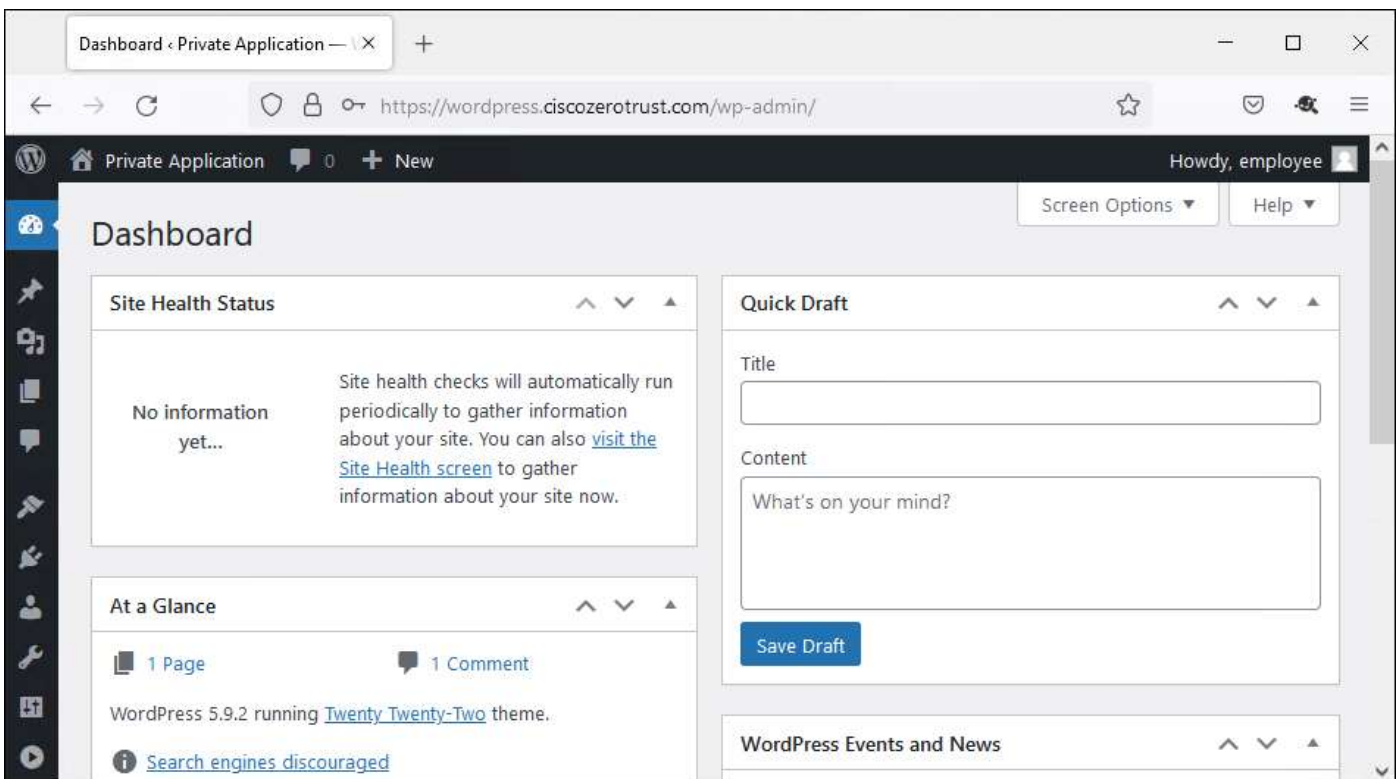 Dashboard ‹ Private Application —
https://wordpress.ciscozerotrust.com/wp-admin/
Private Application 0 New Howdy, employee
Screen Options Help
Dashboard
Site Health Status
No information
yet...
Site health checks will automatically run
periodically to gather information
about your site. You can also visit the
Site Health screen to gather
information about your site now.
At a Glance
1 Page 1 Comment
WordPress 5.9.2 running Twenty Twenty-Two theme.
Search engines discouraged
Quick Draft
Title
Content
What's on your mind?
Save Draft
WordPress Events and News